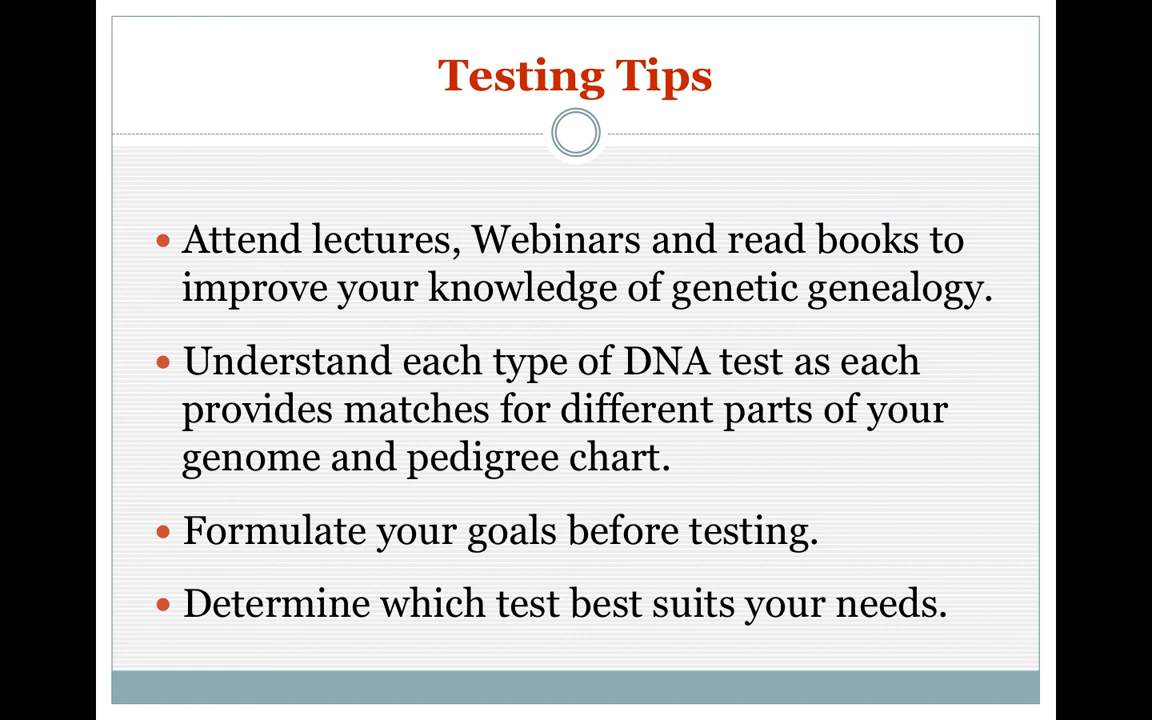 Testing Tips
• Attend lectures, Webinars and read books to
improve your knowledge of genetic genealogy.
• Understand each type of DNA test as each
provides matches for different parts of your
genome and pedigree chart.
• Formulate your goals before testing.
• Determine which test best suits your needs.